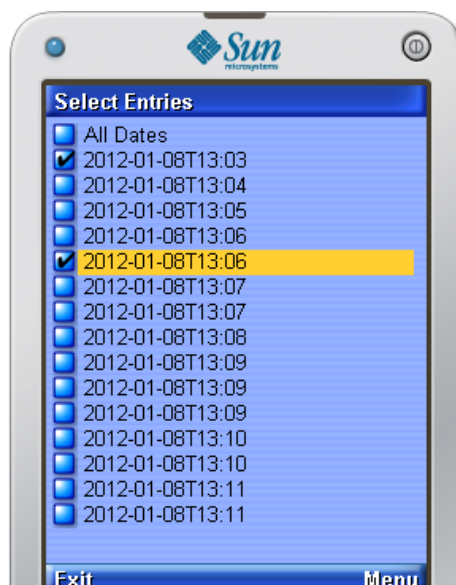 Sun
microsystems
Select Entries
All Dates
2012-01-08T13:03
2012-01-08T13:04
2012-01-08T13:05
2012-01-08T13:06
2012-01-08T13:06
2012-01-08T13:07
2012-01-08T13:07
2012-01-08T13:08
2012-01-08T13:09
2012-01-08T13:09
2012-01-08T13:09
2012-01-08T13:10
2012-01-08T13:10
2012-01-08T13:11
2012-01-08T13:11
Exit Menu